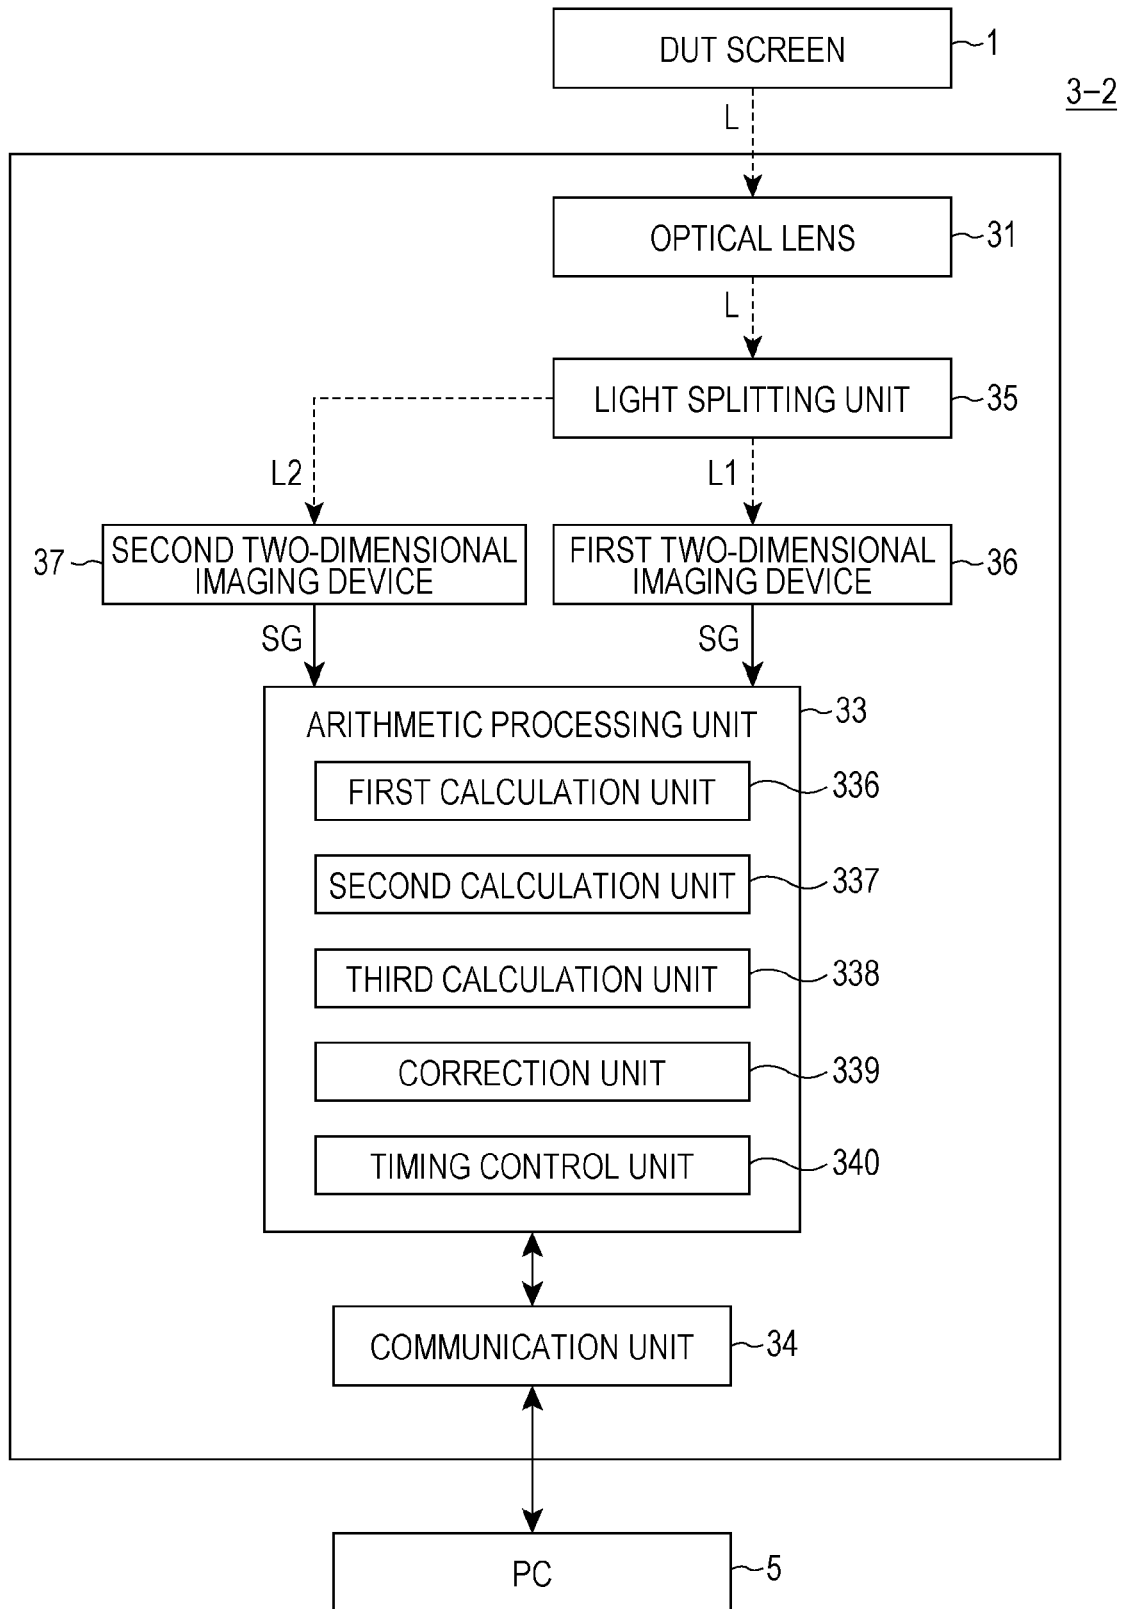 DUT SCREEN
1
3-2
L
OPTICAL LENS
31
L
LIGHT SPLITTING UNIT
35
L2
L1
37
SECOND TWO-DIMENSIONAL
IMAGING DEVICE
FIRST TWO-DIMENSIONAL
IMAGING DEVICE
36
SG
SG
ARITHMETIC PROCESSING UNIT
33
FIRST CALCULATION UNIT
336
SECOND CALCULATION UNIT
337
THIRD CALCULATION UNIT
338
CORRECTION UNIT
339
TIMING CONTROL UNIT
340
COMMUNICATION UNIT
34
PC
5